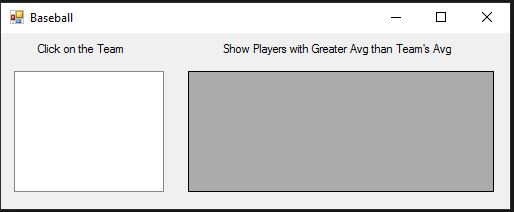 Baseball
Click on the Team
Show Players with Greater Avg than Team's Avg